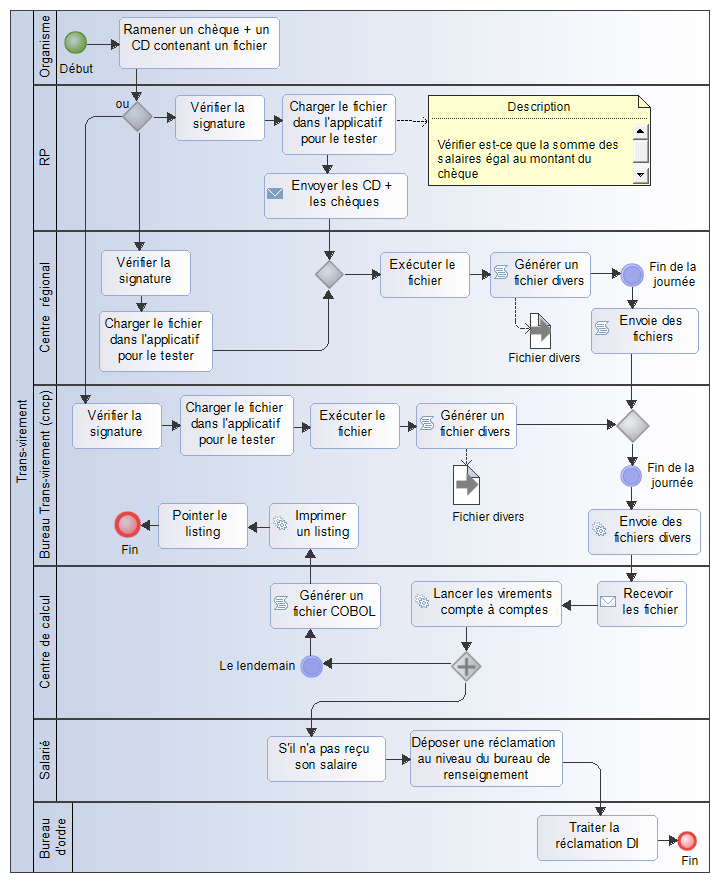 Trans-virement
Organisme
Début
Ramener un chèque + un
CD contenant un fichier
RP
ou
Vérifier la
signature
Charger le fichier
dans l'applicatif
pour le tester
Description
Vérifier est-ce que la somme des
salaires égal au montant du
chèque
Envoyer les CD +
les chèques
Centre régional
Vérifier la
signature
Charger le fichier
dans l'applicatif
pour le tester
Exécuter le
fichier
Générer un
fichier divers
Fin de la
journée
Fichier divers
Envoie des
fichiers
Bureau Trans-virement (cncp)
Vérifier la
signature
Charger le fichier
dans l'applicatif
pour le tester
Exécuter le
fichier
Générer un
fichier divers
Fin de la
journée
Fichier divers
Fin
Pointer le
listing
Imprimer
un listing
Envoie des
fichiers divers
Centre de calcul
Générer un
fichier COBOL
Lancer les virements
compte à comptes
Recevoir
les fichier
Le lendemain
Salarié
S'il n'a pas reçu
son salaire
Déposer une réclamation
au niveau du bureau de
renseignement
Bureau
d'ordre
Traiter la
réclamation DI
Fin